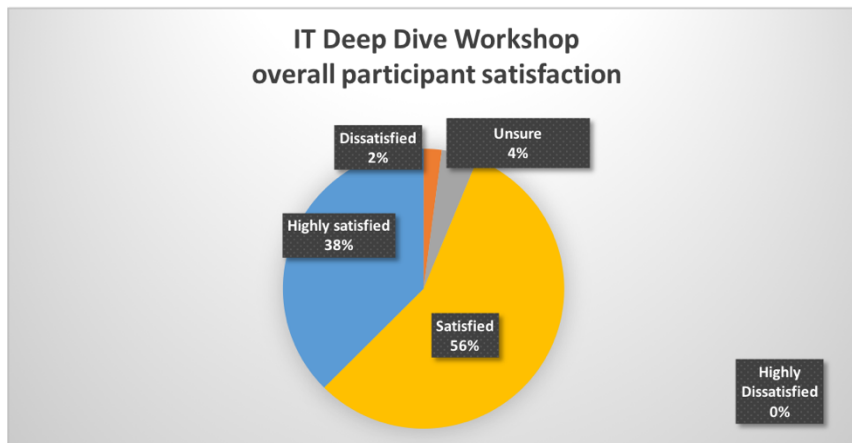 IT Deep Dive Workshop
overall participant satisfaction
Dissatisfied
2%
Unsure
4%
Highly satisfied
38%
Satisfied
56%
Highly
Dissatisfied
0%